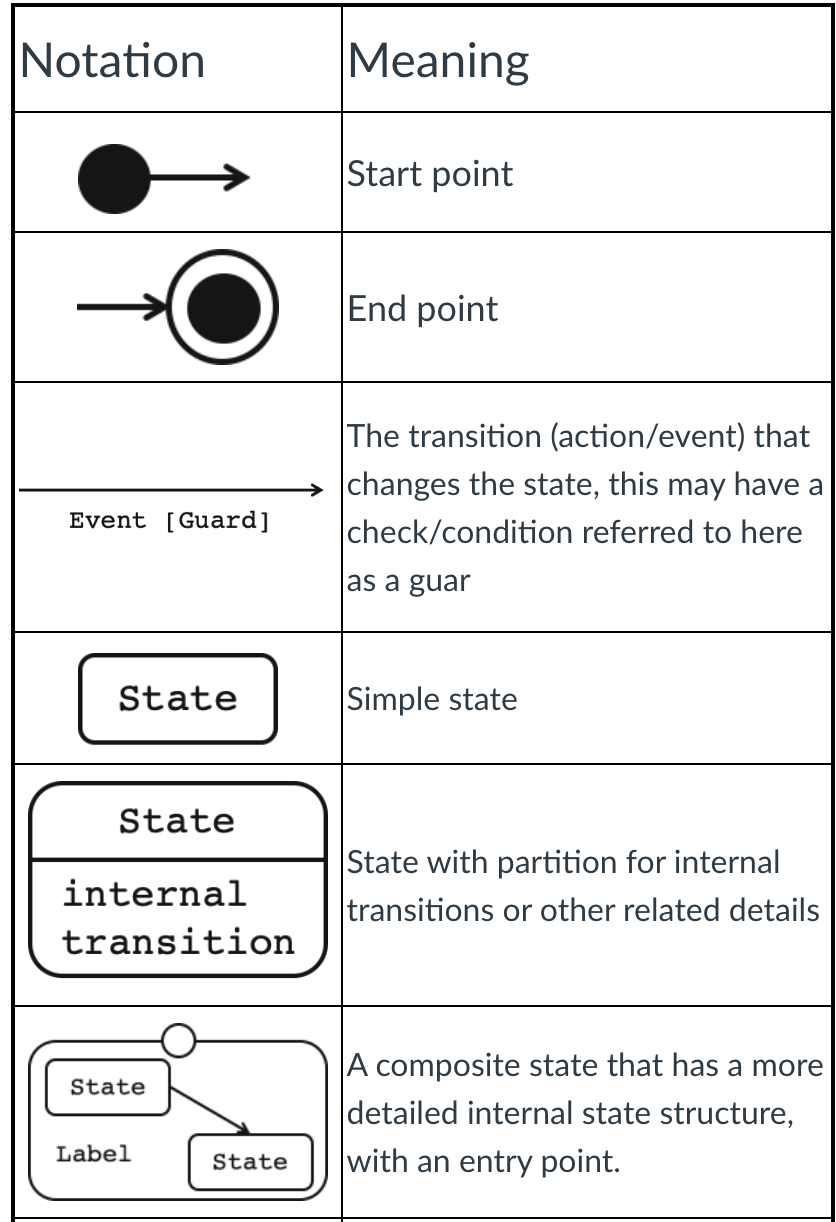 Notation
Meaning
Start point
End point
Event [Guard]
The transition (action/event) that
changes the state, this may have a
check/condition referred to here
as a guar
State
Simple state
State
internal
transition
State with partition for internal
transitions or other related details
State
Label
State
A composite state that has a more
detailed internal state structure,
with an entry point.